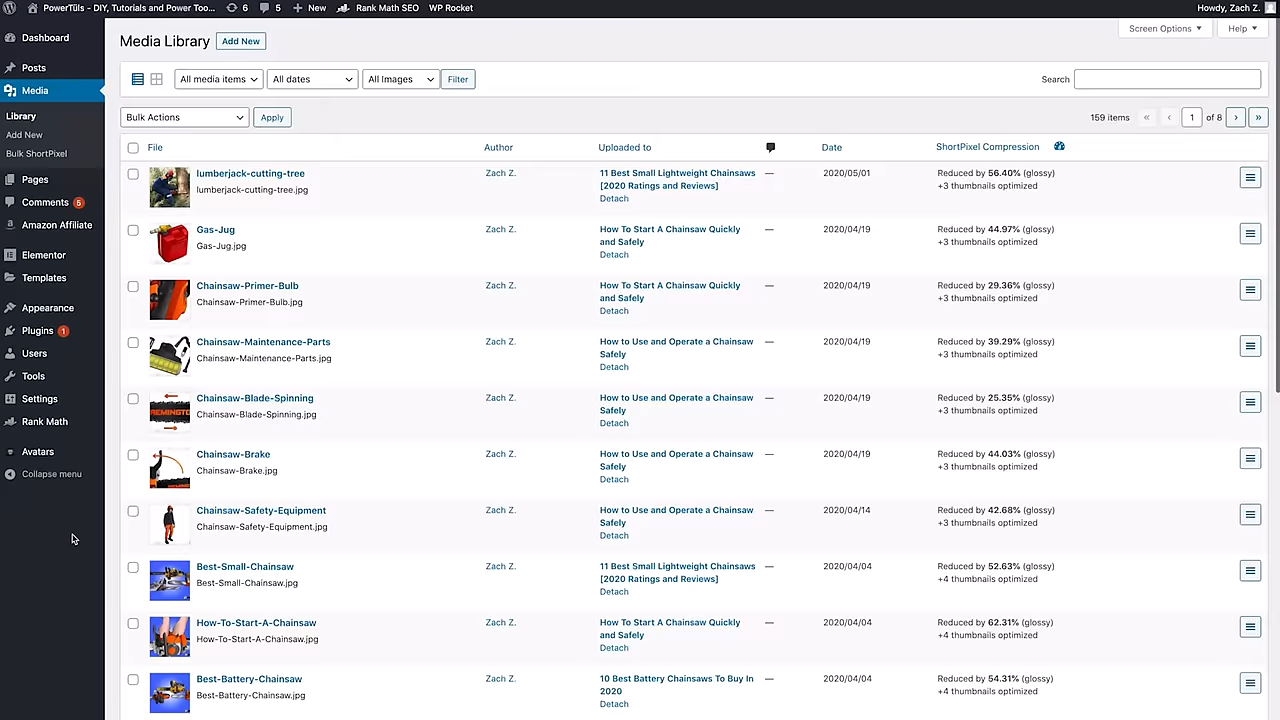 PowerTüls - DIY, Tutorials and Power Too...
6
5
New
Rank Math SEO
WP Rocket
Howdy, Zach Z.
Dashboard
Posts
Media
Library
Add New
Bulk ShortPixel
Pages
Comments 5
Amazon Affiliate
Elementor
Templates
Appearance
Plugins 1
Users
Tools
Settings
Rank Math
Avatars
Collapse menu
Screen Options
Help
Media Library
Add New
All media items
All dates
All Images
Filter
Search
Bulk Actions
Apply
159 items « ‹ 1 of 8 › »
File Author Uploaded to Date ShortPixel Compression
lumberjack-cutting-tree
lumberjack-cutting-tree.jpg
Zach Z.
11 Best Small Lightweight Chainsaws
[2020 Ratings and Reviews]
Detach
—
2020/05/01
Reduced by 56.40% (glossy)
+3 thumbnails optimized
Gas-Jug
Gas-Jug.jpg
Zach Z.
How To Start A Chainsaw Quickly
and Safely
Detach
—
2020/04/19
Reduced by 44.97% (glossy)
+3 thumbnails optimized
Chainsaw-Primer-Bulb
Chainsaw-Primer-Bulb.jpg
Zach Z.
How To Start A Chainsaw Quickly
and Safely
Detach
—
2020/04/19
Reduced by 29.36% (glossy)
+3 thumbnails optimized
Chainsaw-Maintenance-Parts
Chainsaw-Maintenance-Parts.jpg
Zach Z.
How to Use and Operate a Chainsaw
Safely
Detach
—
2020/04/19
Reduced by 39.29% (glossy)
+3 thumbnails optimized
REMINGTO
Chainsaw-Blade-Spinning
Chainsaw-Blade-Spinning.jpg
Zach Z.
How to Use and Operate a Chainsaw
Safely
Detach
—
2020/04/19
Reduced by 25.35% (glossy)
+3 thumbnails optimized
Chainsaw-Brake
Chainsaw-Brake.jpg
Zach Z.
How to Use and Operate a Chainsaw
Safely
Detach
—
2020/04/19
Reduced by 44.03% (glossy)
+3 thumbnails optimized
Chainsaw-Safety-Equipment
Chainsaw-Safety-Equipment.jpg
Zach Z.
How to Use and Operate a Chainsaw
Safely
Detach
—
2020/04/14
Reduced by 42.68% (glossy)
+3 thumbnails optimized
Best-Small-Chainsaw
Best-Small-Chainsaw.jpg
Zach Z.
11 Best Small Lightweight Chainsaws
[2020 Ratings and Reviews]
Detach
—
2020/04/04
Reduced by 52.63% (glossy)
+4 thumbnails optimized
How-To-Start-A-Chainsaw
How-To-Start-A-Chainsaw.jpg
Zach Z.
How To Start A Chainsaw Quickly
and Safely
Detach
—
2020/04/04
Reduced by 62.31% (glossy)
+4 thumbnails optimized
Best-Battery-Chainsaw
Best-Battery-Chainsaw.jpg
Zach Z.
10 Best Battery Chainsaws To Buy In
2020
Detach
—
2020/04/04
Reduced by 54.31% (glossy)
+4 thumbnails optimized